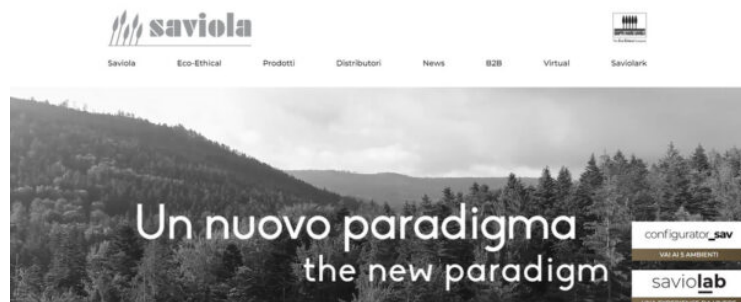 saviola
Saviola Eco-Ethical Prodotti Distributori News B2B Virtual Saviolark
Un nuovo paradigma
the new paradigm
configurator_sav
VAI AI 5 AMBIENTI
saviolab